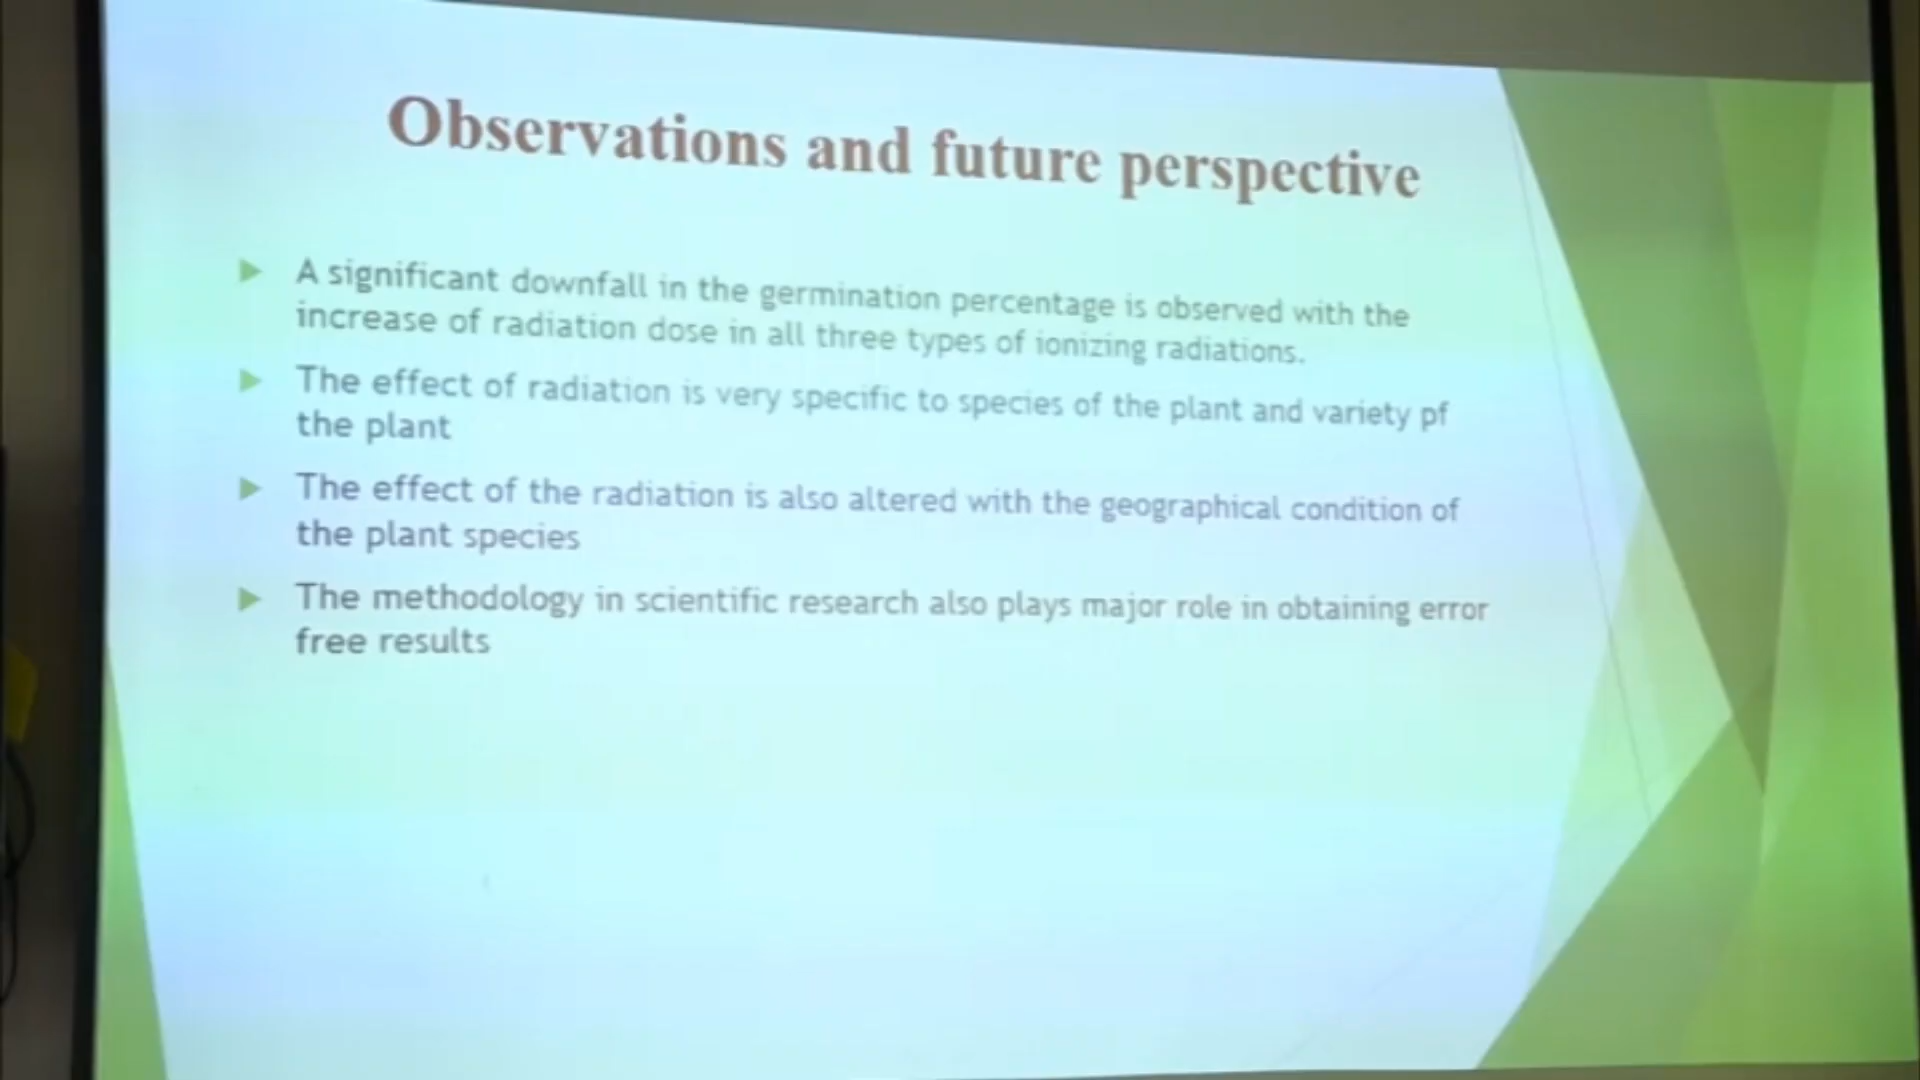 Observations and future perspective
A significant downfall in the germination percentage is observed with the
increase of radiation dose in all three types of ionizing radiations.
The effect of radiation is very specific to species of the plant and variety pf
the plant
The effect of the radiation is also altered with the geographical condition of
the plant species
The methodology in scientific research also plays major role in obtaining error
free results